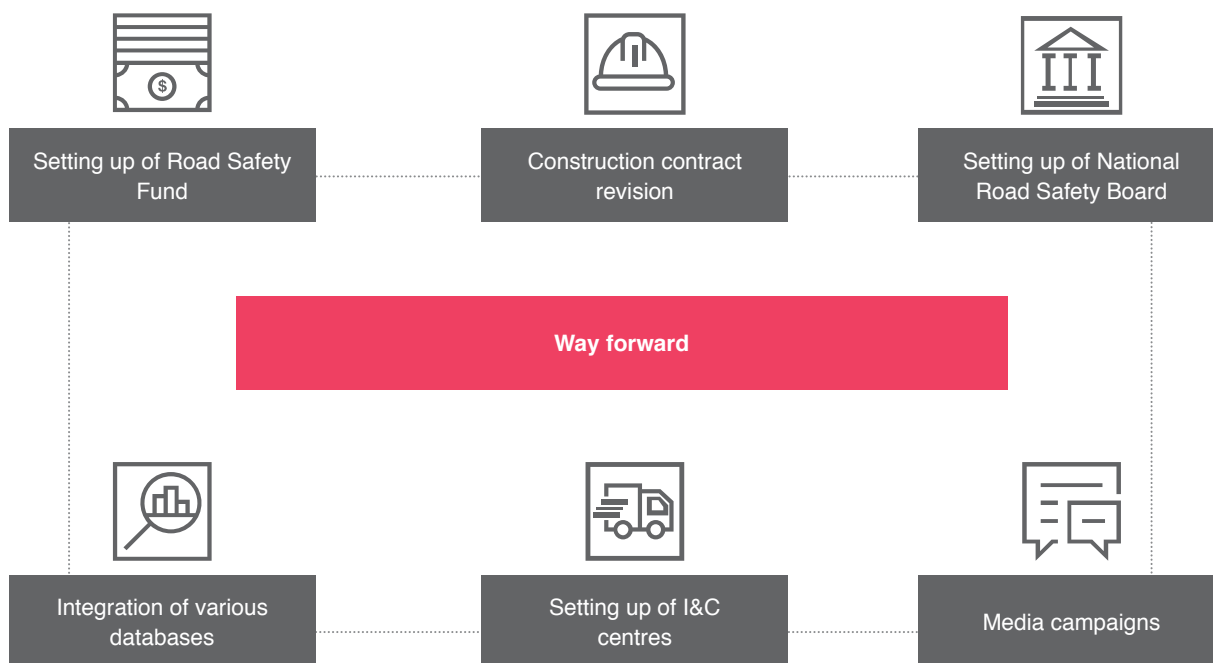 $
Setting up of Road Safety
Fund
Construction contract
revision
Setting up of National
Road Safety Board
Way forward
Integration of various
databases
Setting up of I&C
centres
Media campaigns